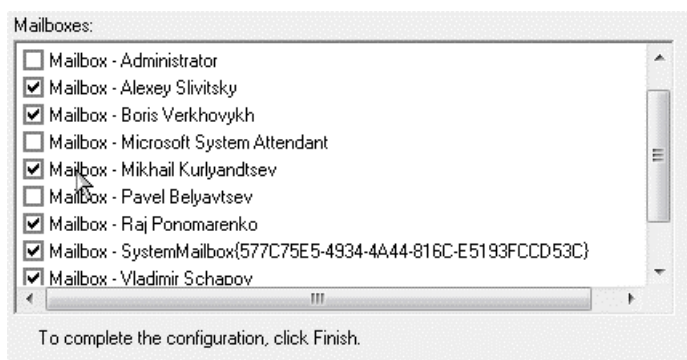 Mailboxes:
Mailbox - Administrator
Mailbox - Alexey Slivitsky
Mailbox - Boris Verkhovykh
Mailbox - Microsoft System Attendant
Mailbox - Mikhail Kurlyandtsev
Mailbox - Pavel Belyavtsev
Mailbox - Raj Ponomarenko
Mailbox - SystemMailbox{577C75E5-4934-4A44-816C-E5193FCCD53C}
Mailbox - Vladimir Schapov
To complete the configuration, click Finish.